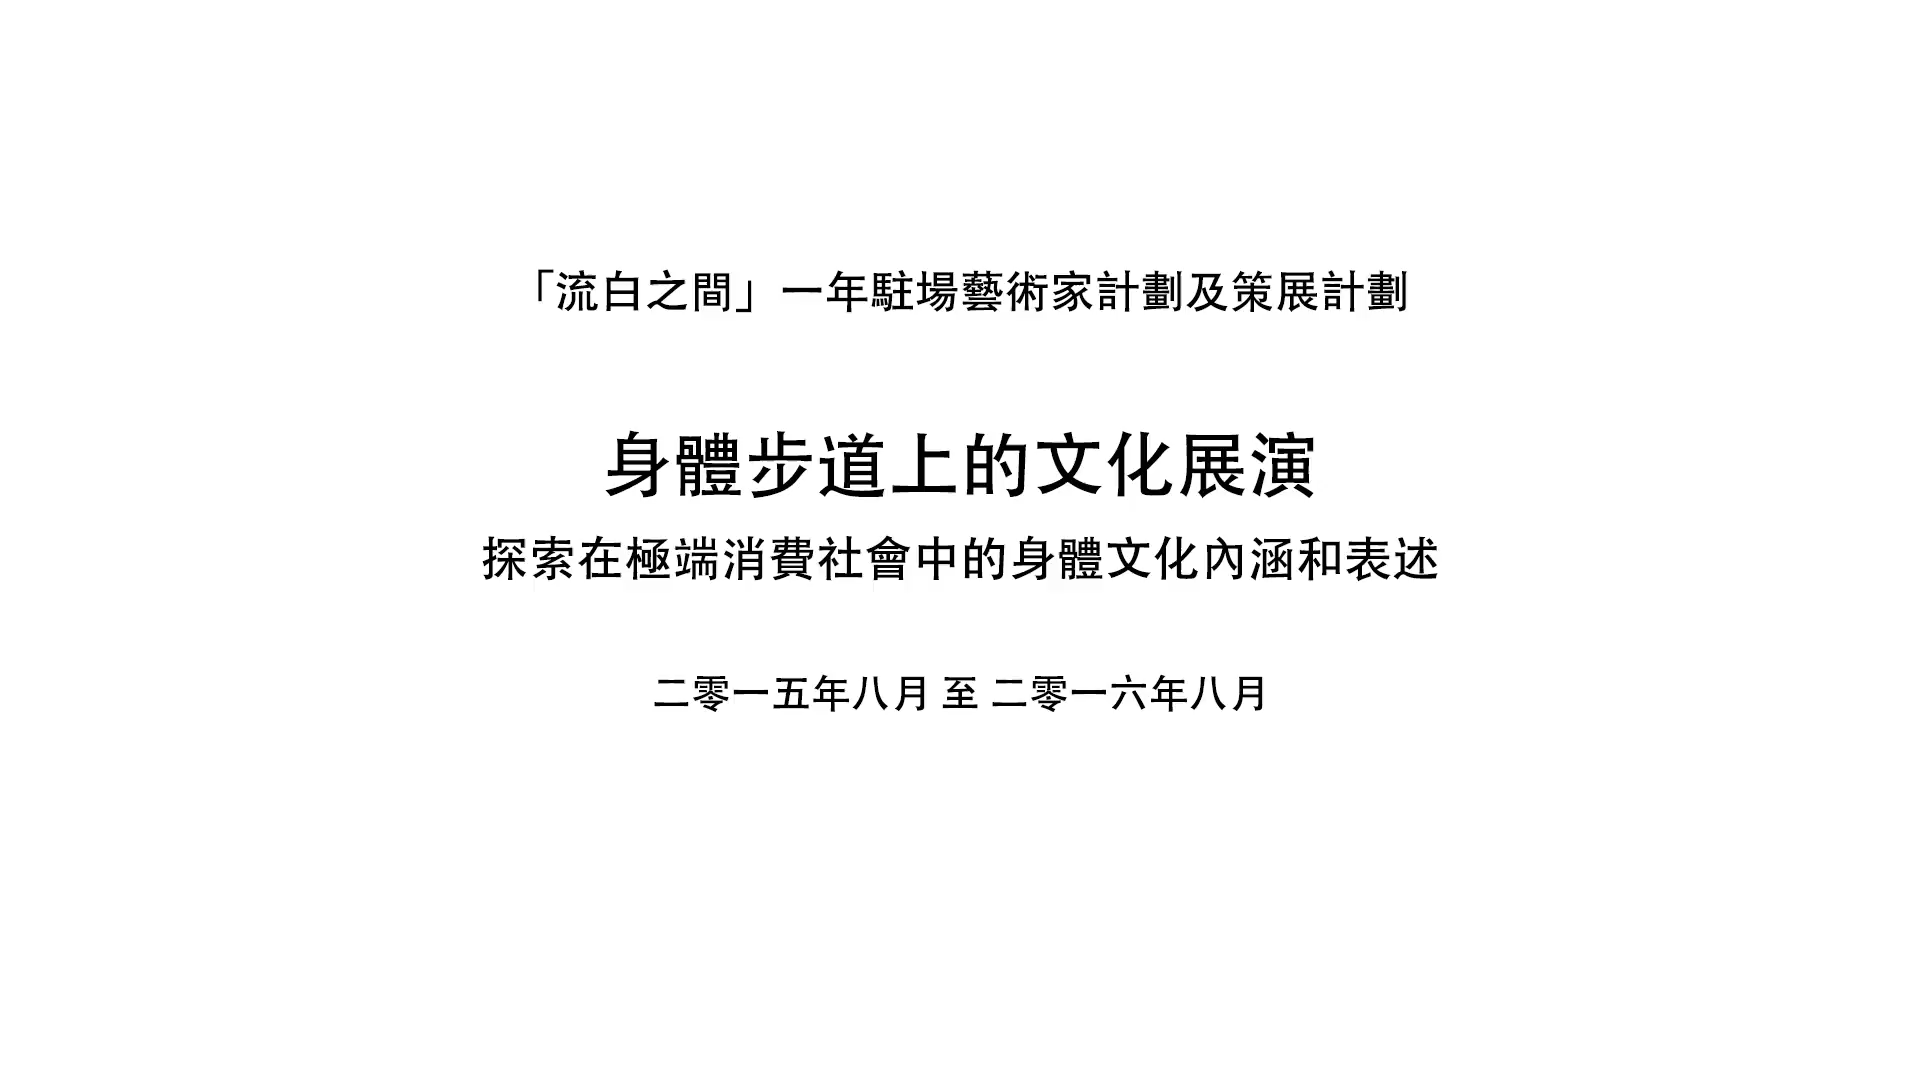 「流白之間」一年駐場藝術家計劃及策展計劃
身體步道上的文化展演
探索在極端消費社會中的身體文化內涵和表述
二零一五年八月 至 二零一六年八月